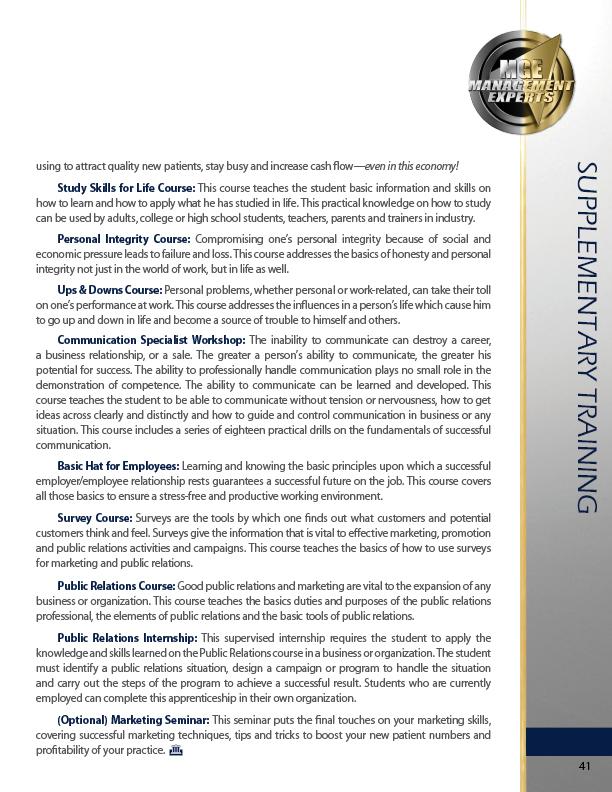 MGE
MANAGEMENT
EXPERTS
using to attract quality new patients, stay busy and increase cash flow—even in this economy!
Study Skills for Life Course: This course teaches the student basic information and skills on
how to learn and how to apply what he has studied in life. This practical knowledge on how to study
can be used by adults, college or high school students, teachers, parents and trainers in industry.
Personal Integrity Course: Compromising one's personal integrity because of social and
economic pressure leads to failure and loss. This course addresses the basics of honesty and personal
integrity not just in the world of work, but in life as well.
Ups & Downs Course: Personal problems, whether personal or work-related, can take their toll
on one's performance at work. This course addresses the influences in a person's life which cause him
to go up and down in life and become a source of trouble to himself and others.
Communication Specialist Workshop: The inability to communicate can destroy a career,
a business relationship, or a sale. The greater a person's ability to communicate, the greater his
potential for success. The ability to professionally handle communication plays no small role in the
demonstration of competence. The ability to communicate can be learned and developed. This
course teaches the student to be able to communicate without tension or nervousness, how to get
ideas across clearly and distinctly and how to guide and control communication in business or any
situation. This course includes a series of eighteen practical drills on the fundamentals of successful
communication.
Basic Hat for Employees: Learning and knowing the basic principles upon which a successful
employer/employee relationship rests guarantees a successful future on the job. This course covers
all those basics to ensure a stress-free and productive working environment.
Survey Course: Surveys are the tools by which one finds out what customers and potential
customers think and feel. Surveys give the information that is vital to effective marketing, promotion
and public relations activities and campaigns. This course teaches the basics of how to use surveys
for marketing and public relations.
Public Relations Course: Good public relations and marketing are vital to the expansion of any
business or organization. This course teaches the basics duties and purposes of the public relations
professional, the elements of public relations and the basic tools of public relations.
Public Relations Internship: This supervised internship requires the student to apply the
knowledge and skills learned on the Public Relations course in a business or organization. The student
must identify a public relations situation, design a campaign or program to handle the situation
and carry out the steps of the program to achieve a successful result. Students who are currently
employed can complete this apprenticeship in their own organization.
(Optional) Marketing Seminar: This seminar puts the final touches on your marketing skills,
covering successful marketing techniques, tips and tricks to boost your new patient numbers and
profitability of your practice.
SUPPLEMENTARY TRAINING
41